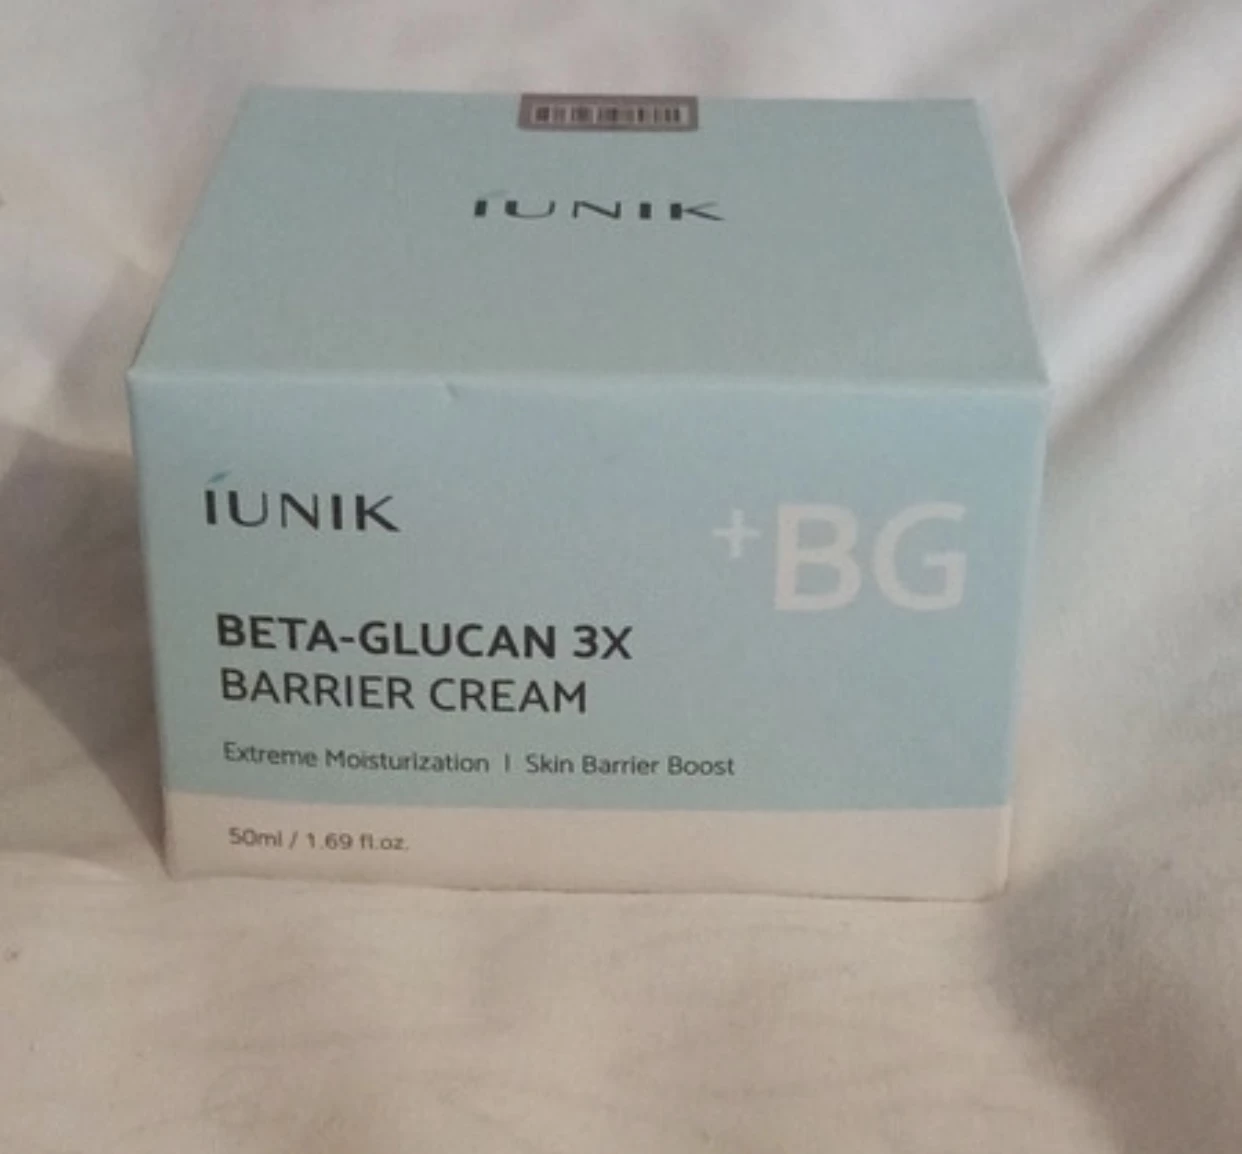 iUNIK
iUNIK
+BG
BETA-GLUCAN 3X
BARRIER CREAM
Extreme Moisturization | Skin Barrier Boost
50ml / 1.69 fl.oz.